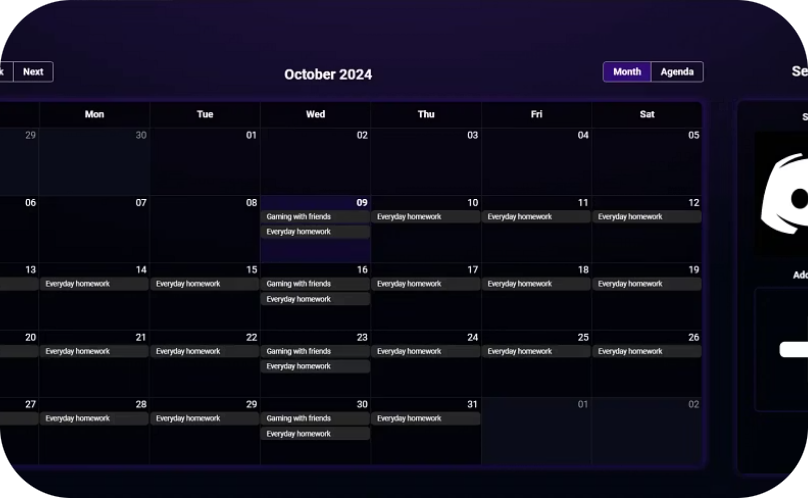 k Next
October 2024
Month Agenda
Se
Mon Tue Wed Thu Fri Sat
S
29 30 01 02 03 04 05
06 07 08 09 10 11 12
Gaming with friends Everyday homework Everyday homework Everyday homework
Everyday homework
13 14 15 16 17 18 19
Everyday homework Everyday homework Gaming with friends Everyday homework Everyday homework Everyday homework
Everyday homework
Add
20 21 22 23 24 25 26
Everyday homework Everyday homework Gaming with friends Everyday homework Everyday homework Everyday homework
Everyday homework
27 28 29 30 31 01 02
Everyday homework Everyday homework Gaming with friends Everyday homework
Everyday homework